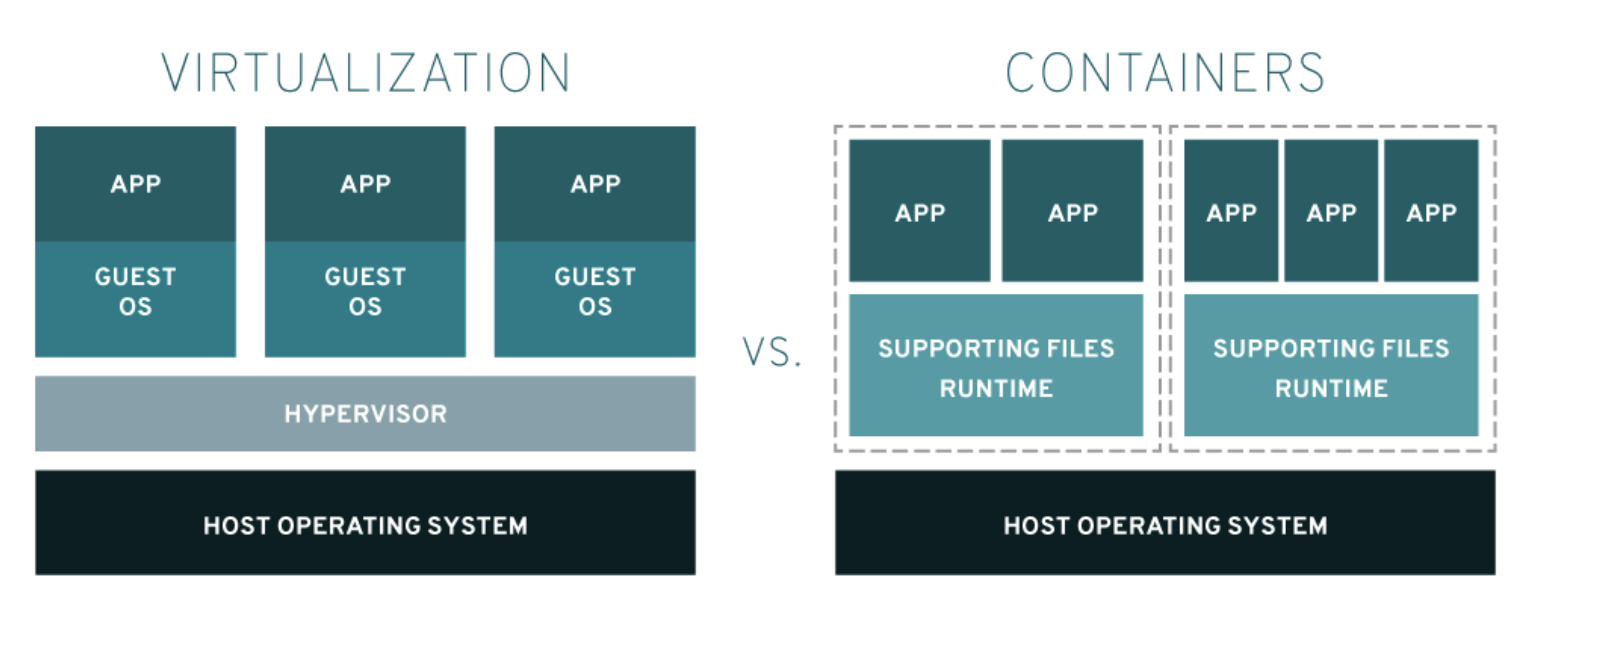 VIRTUALIZATION
APP
GUEST
OS
APP
GUEST
OS
APP
GUEST
OS
HYPERVISOR
HOST OPERATING SYSTEM
VS.
CONTAINERS
APP
APP
SUPPORTING FILES
RUNTIME
APP
APP
APP
SUPPORTING FILES
RUNTIME
HOST OPERATING SYSTEM